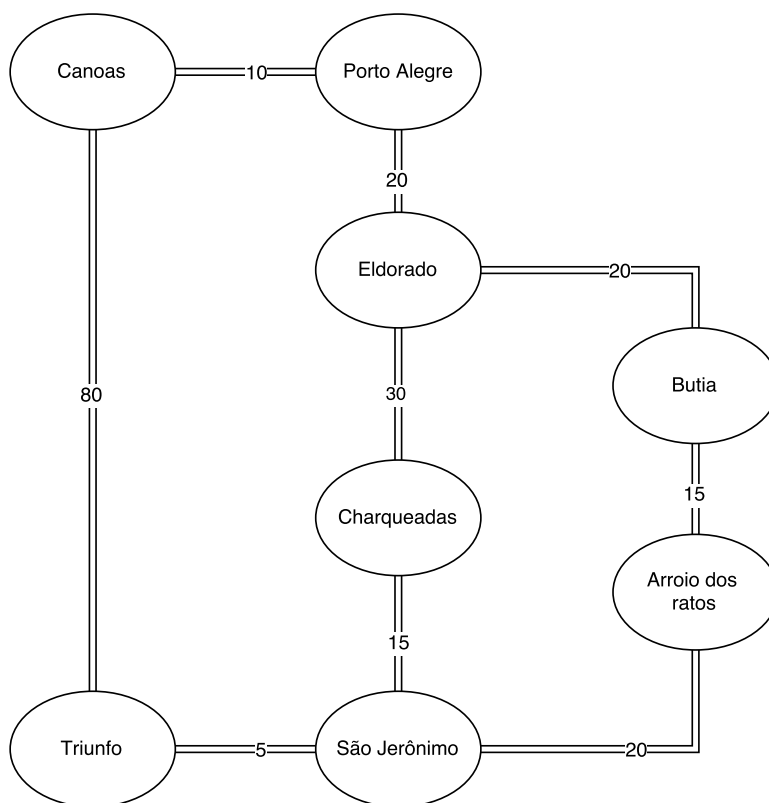 Canoas
10
Porto Alegre
20
Eldorado
20
80
30
Butia
15
Charqueadas
Arroio dos
ratos
15
Triunfo
5
São Jerônimo
20